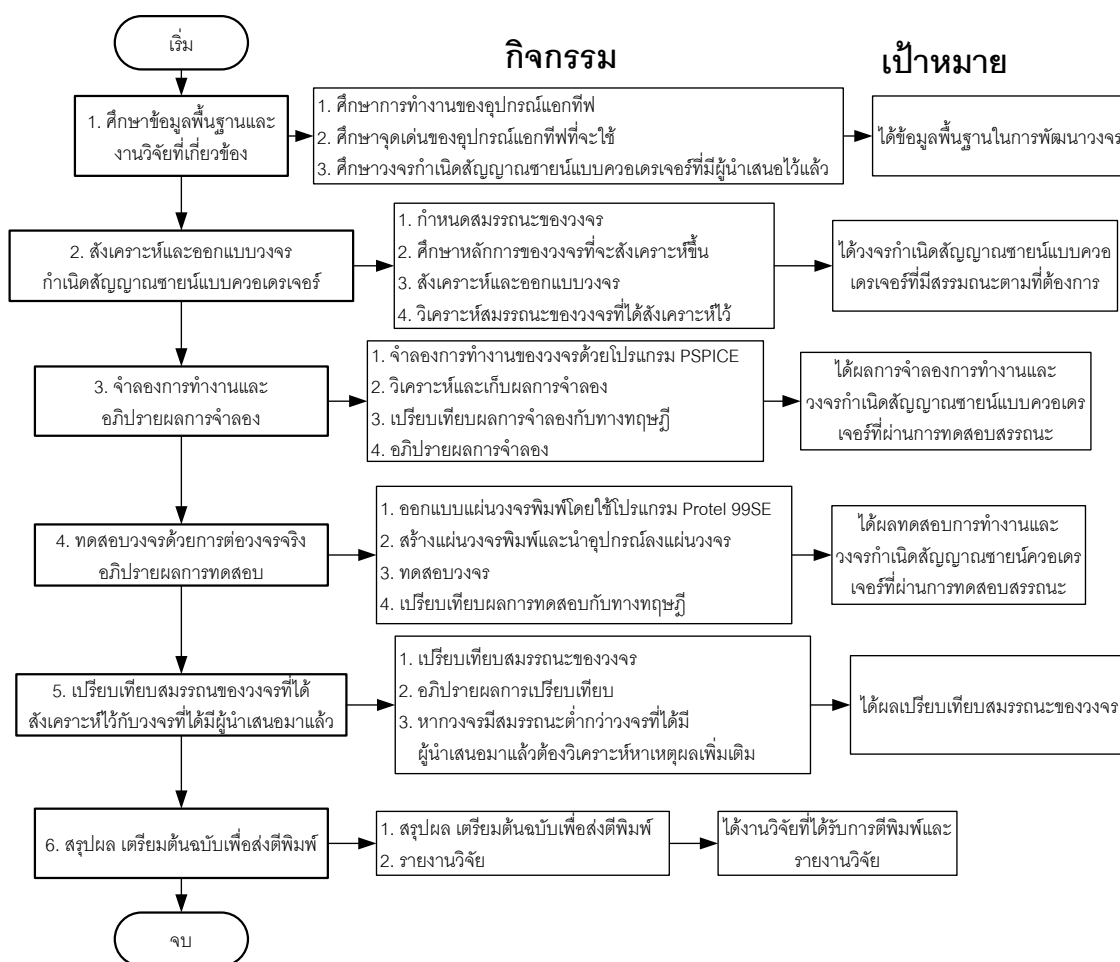 เริ่ม
กิจกรรม
เป้าหมาย
1. ศึกษาข้อมูลพื้นฐานและ
งานวิจัยที่เกี่ยวข้อง
1. ศึกษาการทำงานของอุปกรณ์แอกทีฟ
2. ศึกษาจุดเด่นของอุปกรณ์แอกทีฟที่จะใช้
3. ศึกษาวงจรกำเนิดสัญญาณซายน์แบบควอเดรเจอร์ที่มีผู้นำเสนอไว้แล้ว
ได้ข้อมูลพื้นฐานในการพัฒนาวงจร
2. สังเคราะห์และออกแบบวงจร
กำเนิดสัญญาณซายน์แบบควอเดรเจอร์
1. กำหนดสมรรถนะของวงจร
2. ศึกษาหลักการของวงจรที่จะสังเคราะห์ขึ้น
3. สังเคราะห์และออกแบบวงจร
4. วิเคราะห์สมรรถนะของวงจรที่ได้สังเคราะห์ไว้
ได้วงจรกำเนิดสัญญาณซายน์แบบควอ
เดรเจอร์ที่มีสรรมถนะตามที่ต้องการ
3. จำลองการทำงานและ
อภิปรายผลการจำลอง
1. จำลองการทำงานของวงจรด้วยโปรแกรม PSPICE
2. วิเคราะห์และเก็บผลการจำลอง
3. เปรียบเทียบผลการจำลองกับทางทฤษฎี
4. อภิปรายผลการจำลอง
ได้ผลการจำลองการทำงานและ
วงจรกำเนิดสัญญาณซายน์แบบควอเดร
เจอร์ที่ผ่านการทดสอบสรรถนะ
4. ทดสอบวงจรด้วยการต่อวงจรจริง
อภิปรายผลการทดสอบ
1. ออกแบบแผ่นวงจรพิมพ์โดยใช้โปรแกรม Protel 99SE
2. สร้างแผ่นวงจรพิมพ์และนำอุปกรณ์ลงแผ่นวงจร
3. ทดสอบวงจร
4. เปรียบเทียบผลการทดสอบกับทางทฤษฎี
ได้ผลทดสอบการทำงานและ
วงจรกำเนิดสัญญาณซายน์ควอเดร
เจอร์ที่ผ่านการทดสอบสรรถนะ
5. เปรียบเทียบสมรรถนของวงจรที่ได้
สังเคราะห์ไว้กับวงจรที่ได้มีผู้นำเสนอมาแล้ว
1. เปรียบเทียบสมรรถนะของวงจร
2. อภิปรายผลการเปรียบเทียบ
3. หากวงจรมีสมรรถนะต่ำกว่าวงจรที่ได้มี
ผู้นำเสนอมาแล้วต้องวิเคราะห์หาเหตุผลเพิ่มเติม
ได้ผลเปรียบเทียบสมรรถนะของวงจร
6. สรุปผล เตรียมต้นฉบับเพื่อส่งตีพิมพ์
1. สรุปผล เตรียมต้นฉบับเพื่อส่งตีพิมพ์
2. รายงานวิจัย
ได้งานวิจัยที่ได้รับการตีพิมพ์และ
รายงานวิจัย
จบ